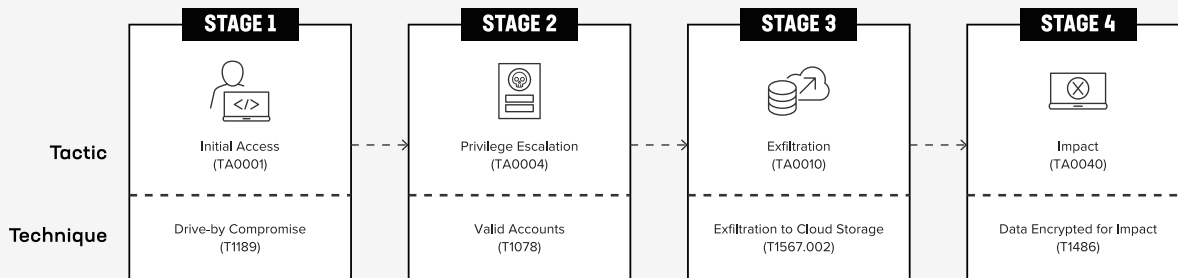 STAGE 1
STAGE 2
STAGE 3
STAGE 4
</>
Tactic
Initial Access
(TA0001)
Privilege Escalation
(TA0004)
Exfiltration
(TA0010)
Impact
(TA0040)
Technique
Drive-by Compromise
(T1189)
Valid Accounts
(T1078)
Exfiltration to Cloud Storage
(T1567.002)
Data Encrypted for Impact
(T1486)